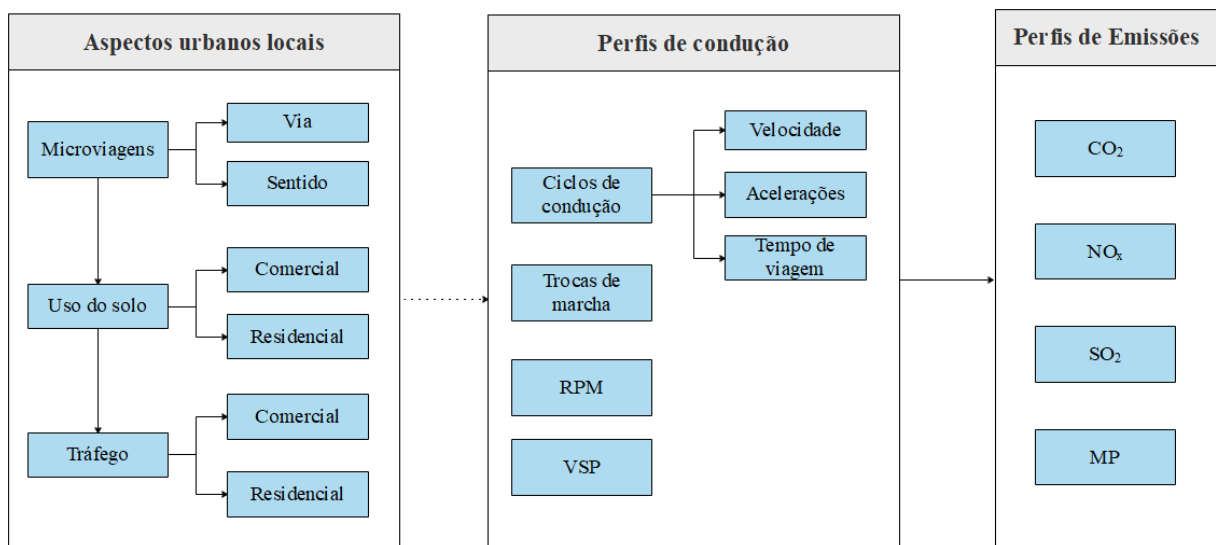 Aspectos urbanos locais
Microviagens
Via
Sentido
Uso do solo
Comercial
Residencial
Tráfego
Comercial
Residencial
Perfis de condução
Ciclos de
condução
Velocidade
Acelerações
Tempo de
viagem
Trocas de
marcha
RPM
VSP
Perfis de Emissões
CO₂
NOₓ
SO₂
MP